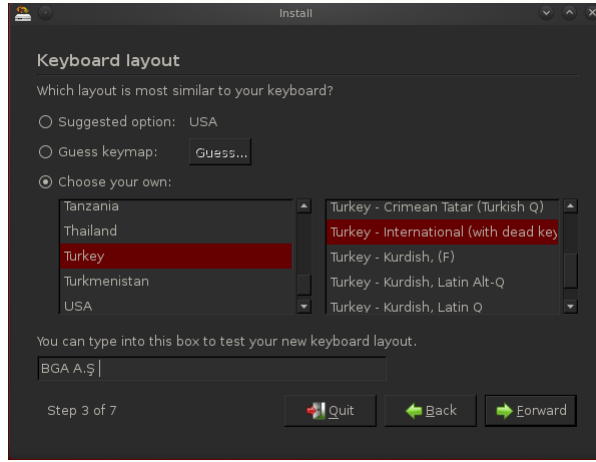 Install
Keyboard layout
Which layout is most similar to your keyboard?
Suggested option: USA
Guess keymap: Guess...
Choose your own:
Tanzania
Thailand
Turkey
Turkmenistan
USA
Turkey - Crimean Tatar (Turkish Q)
Turkey - International (with dead key
Turkey - Kurdish, (F)
Turkey - Kurdish, Latin Alt-Q
Turkey - Kurdish, Latin Q
You can type into this box to test your new keyboard layout.
BGA A.Ş
Step 3 of 7 Quit Back Forward